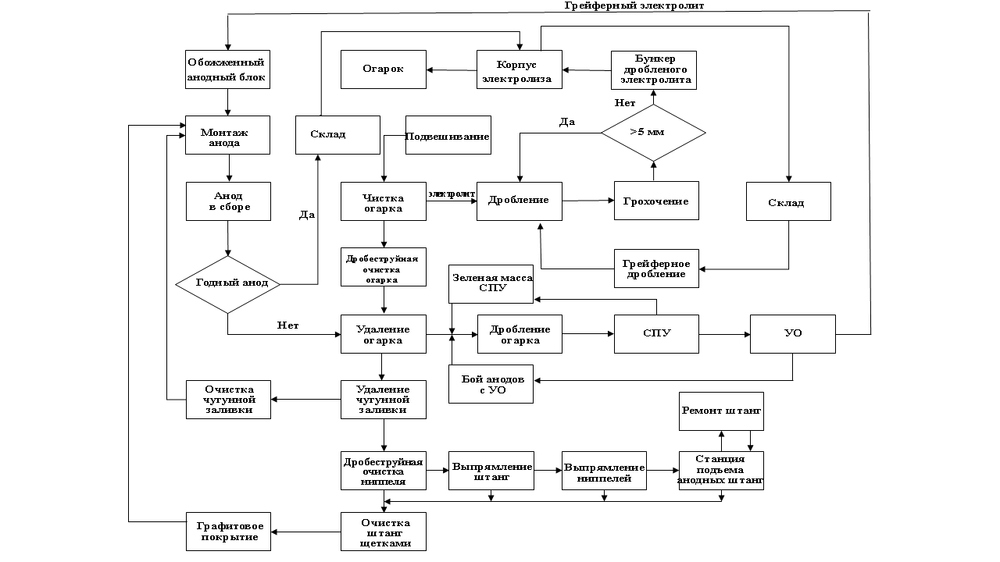 Грейферный электролит
Обожженный
анодный блок
Огарок
Корпус
электролиза
Бункер
дробленого
электролита
Нет
Да
>5 мм
Монтаж
анода
Склад
Подвешивание
Анод
в сборе
Да
Чистка
огарка
электролит
Дробление
Грохочение
Склад
Дробеструйная
очистка
огарка
Грейферное
дробление
Годный анод
Зеленая масса
СПУ
Нет
Удаление
огарка
Дробление
огарка
СПУ
УО
Бой анодов
с УО
Очистка
чугунной
заливки
Удаление
чугунной
заливки
Ремонт штанг
Дробеструйная
очистка
ниппеля
Выпрямление
штанг
Выпрямление
ниппелей
Станция
подъема
анодных штанг
Графитовое
покрытие
Очистка
штанг
щетками